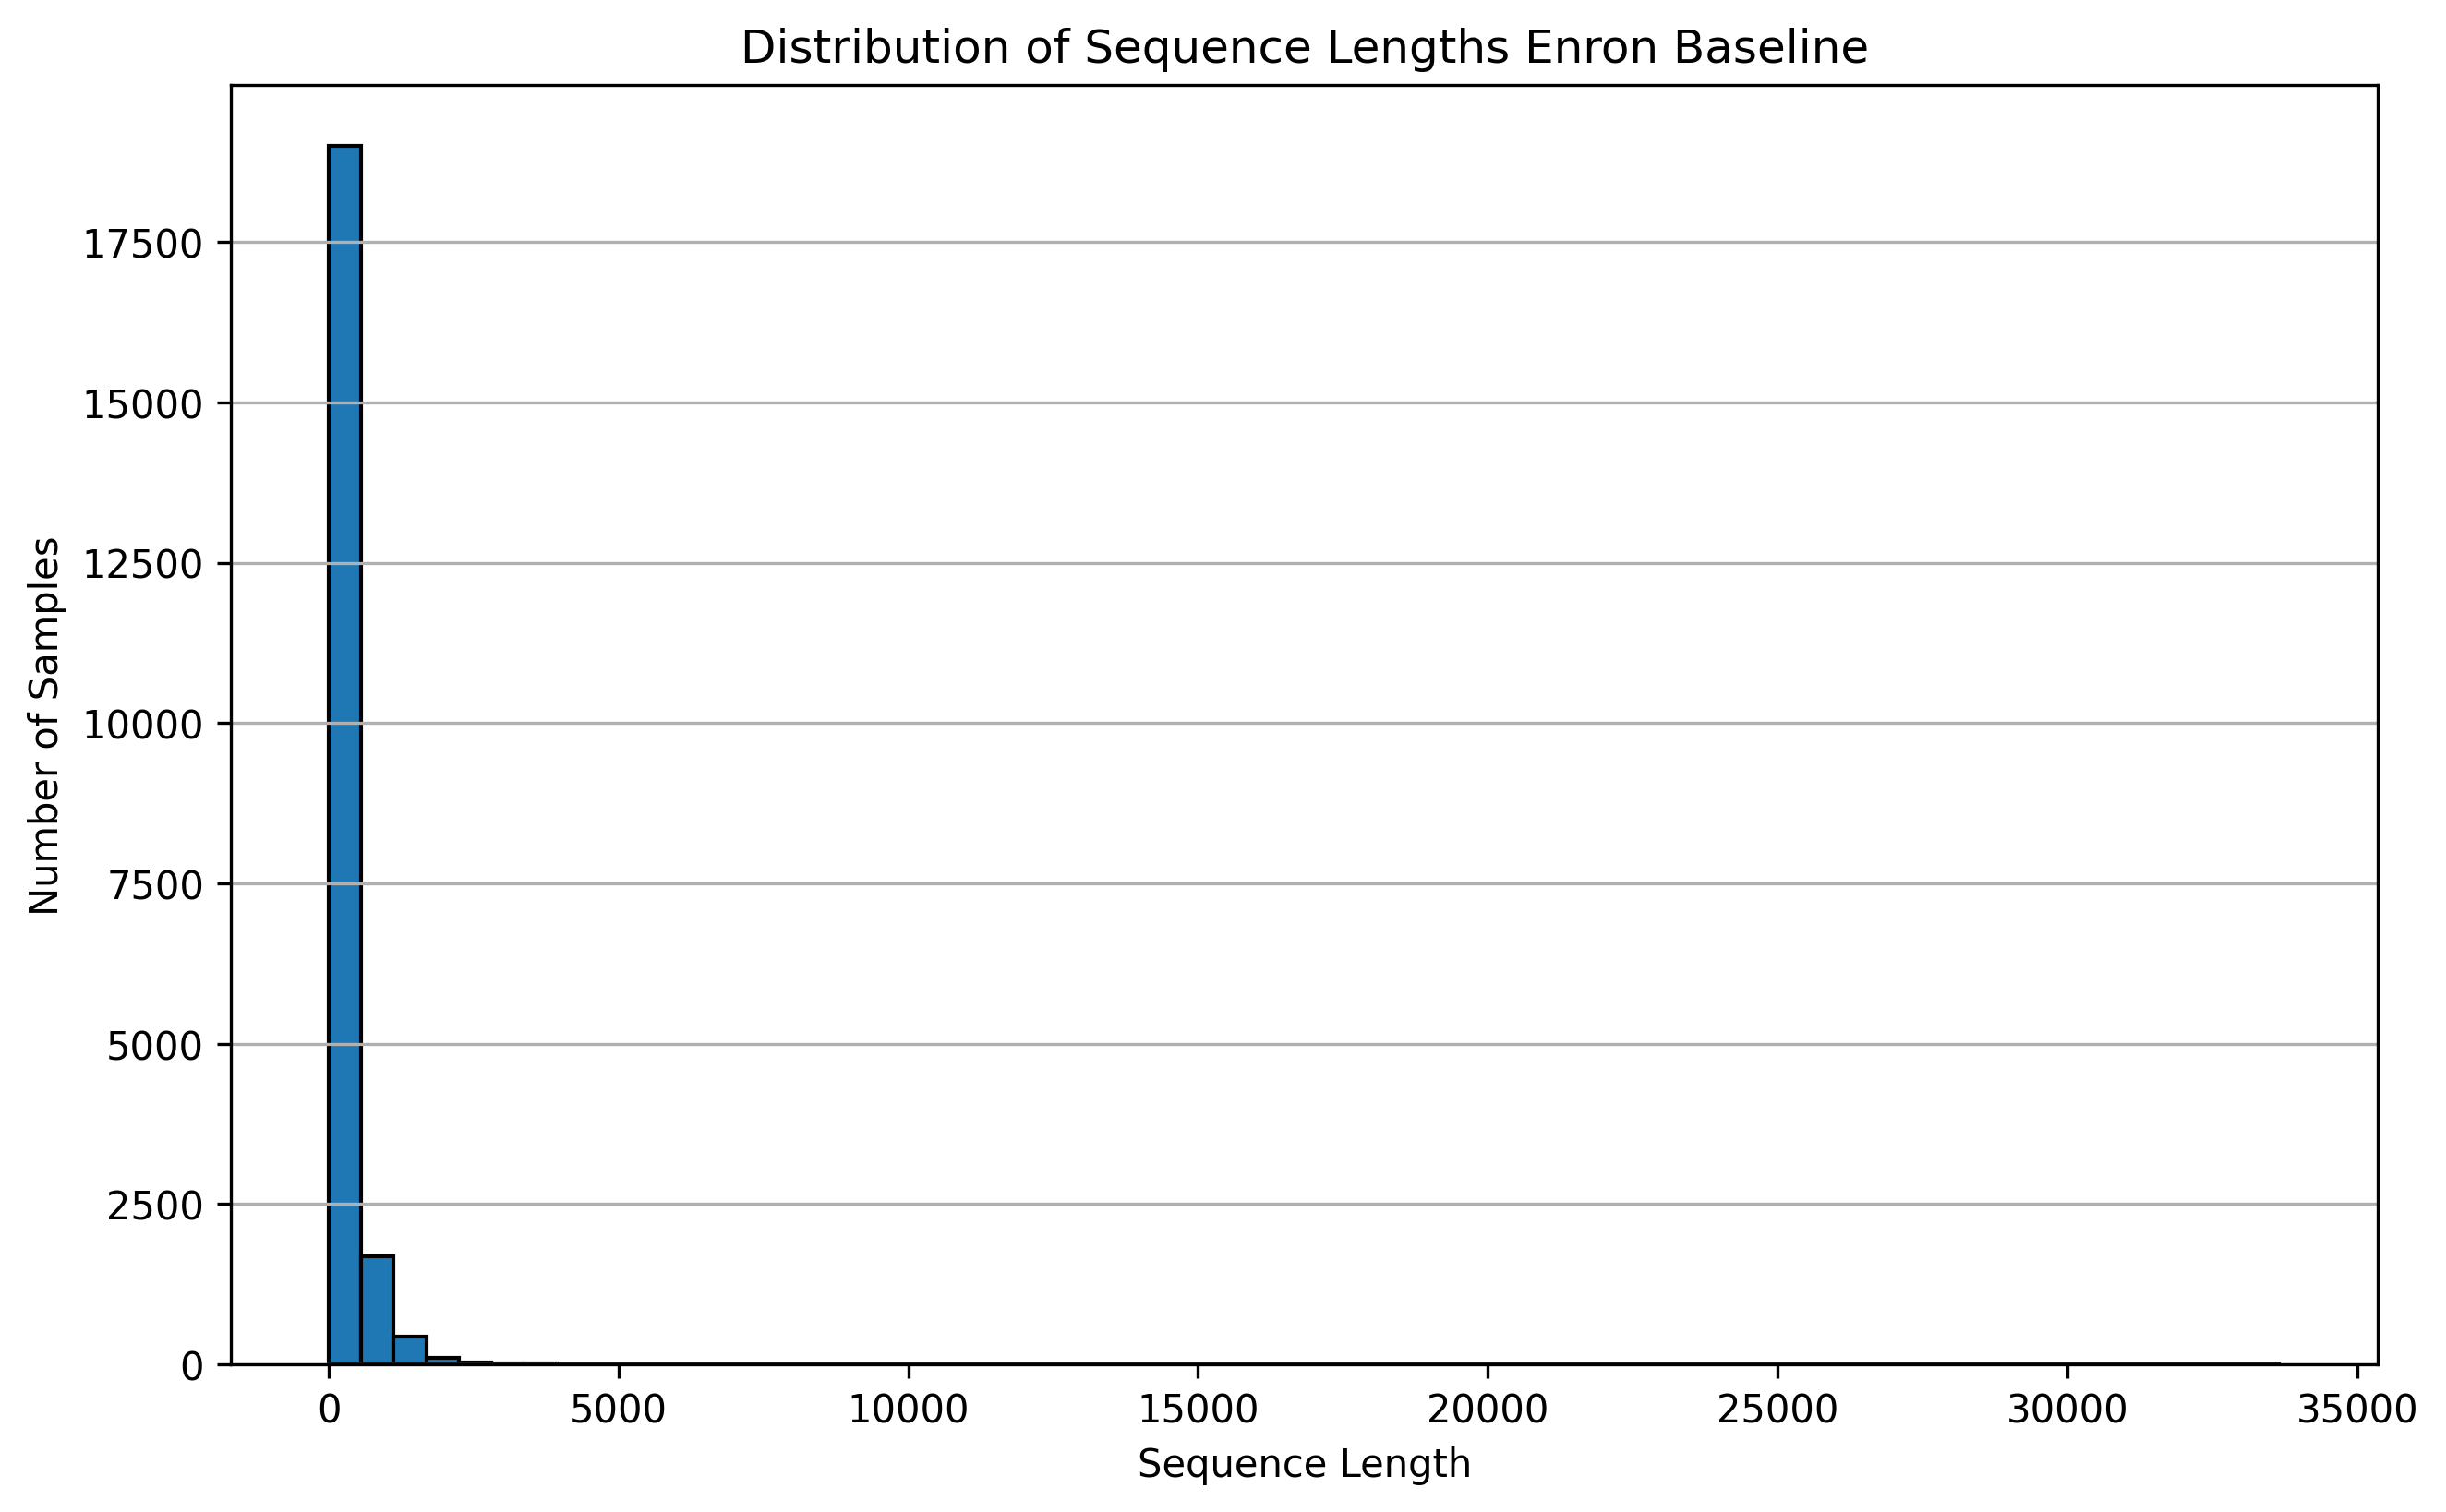 Distribution of Sequence Lengths Enron Baseline
Number of Samples
17500
15000
12500
10000
7500
5000
2500
0
0 5000 10000 15000 20000 25000 30000 35000
Sequence Length